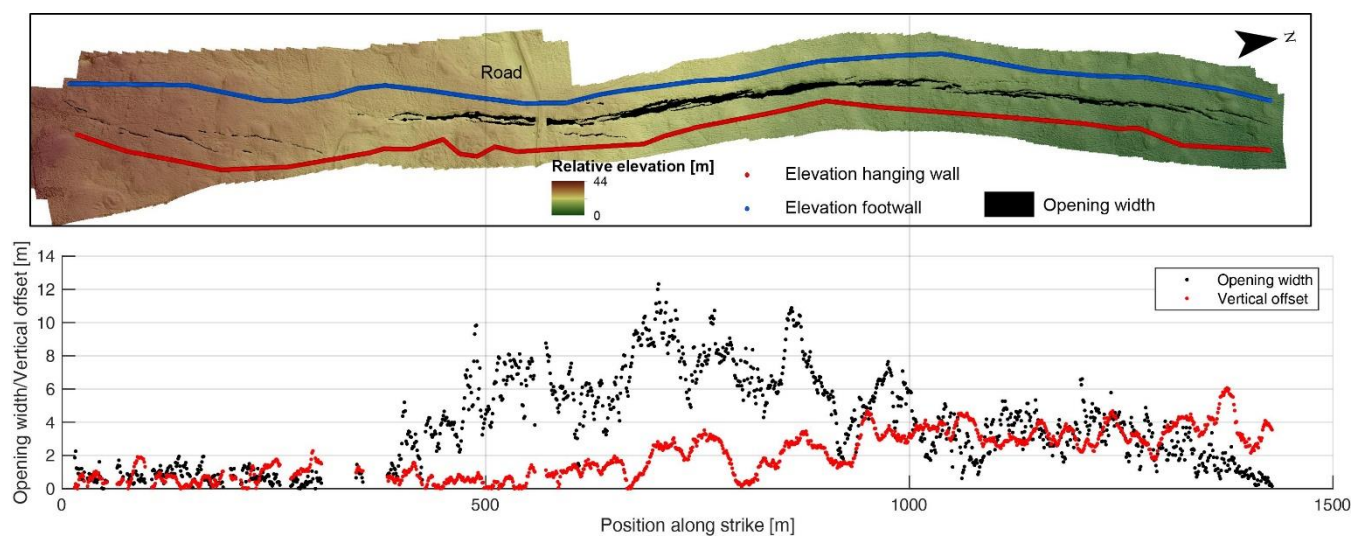 N
Road
Relative elevation [m]
44
0
Elevation hanging wall
Elevation footwall
Opening width
Opening width/Vertical offset [m]
14
12
10
8
6
4
2
0
Opening width
Vertical offset
0
500
1000
1500
Position along strike [m]